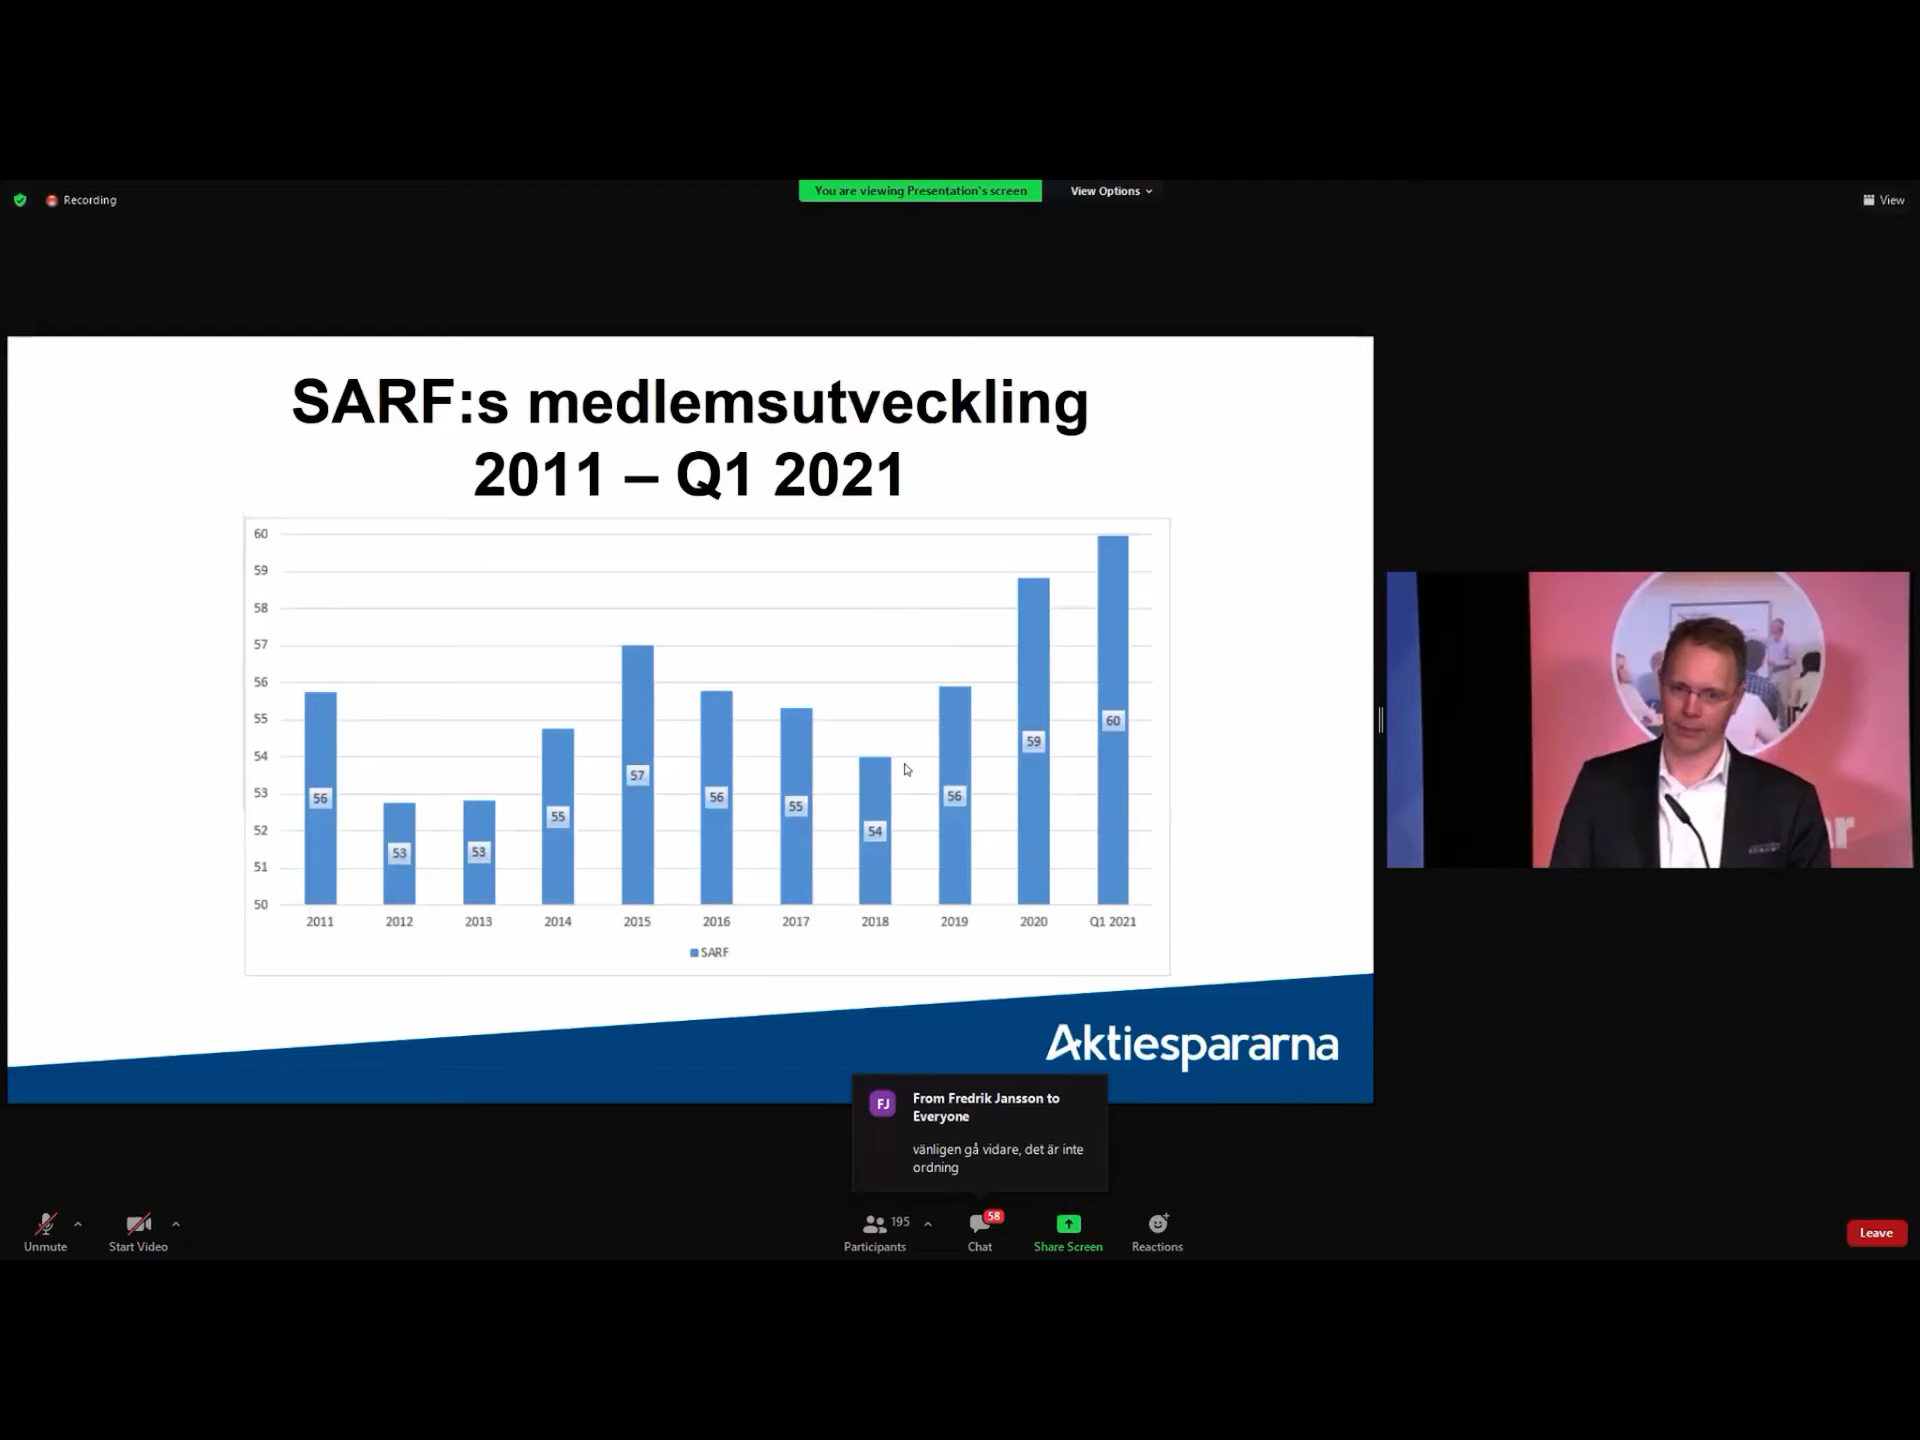 Recording
You are viewing Presentation's screen
View Options
View
SARF:s medlemsutveckling
2011 – Q1 2021
60
59
58
57
56
55
54
53
52
51
50
56
53
53
55
57
56
55
54
56
59
60
2011
2012
2013
2014
2015
2016
2017
2018
2019
2020
Q1 2021
SARF
Aktiespararna
FJ
From Fredrik Jansson to
Everyone
vänligen gå vidare, det är inte
ordning
Unmute
Start Video
195
Participants
58
Chat
Share Screen
Reactions
Leave